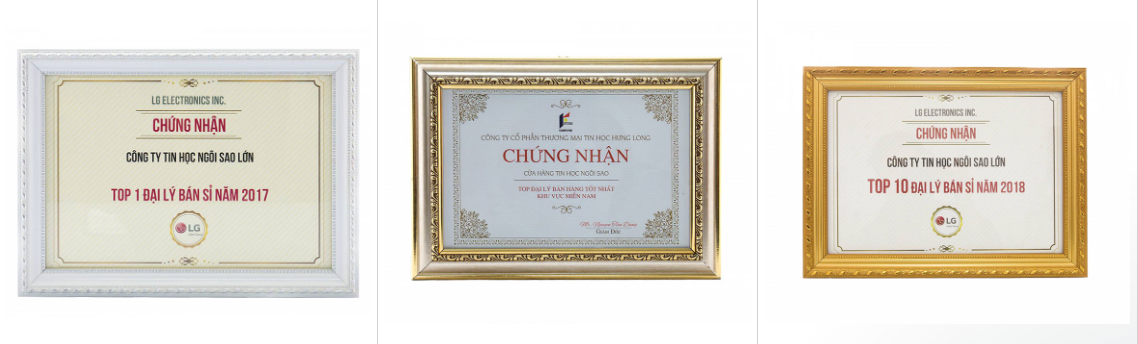 LG ELECTRONICS INC.
CHỨNG NHẬN
CÔNG TY TIN HỌC NGÔI SAO LỚN
TOP 1 ĐẠI LÝ BÁN SỈ NĂM 2017
LG
CÔNG TY CỔ PHẦN THƯƠNG MẠI TIN HỌC HƯNG LONG
CHỨNG NHẬN
CỬA HÀNG TIN HỌC NGÔI SAO
TOP ĐẠI LÝ BÁN HÀNG TỐT NHẤT
KHU VỰC MIỀN NAM
Giám Đốc
LG ELECTRONICS INC.
CHỨNG NHẬN
CÔNG TY TIN HỌC NGÔI SAO LỚN
TOP 10 ĐẠI LÝ BÁN SỈ NĂM 2018
LG